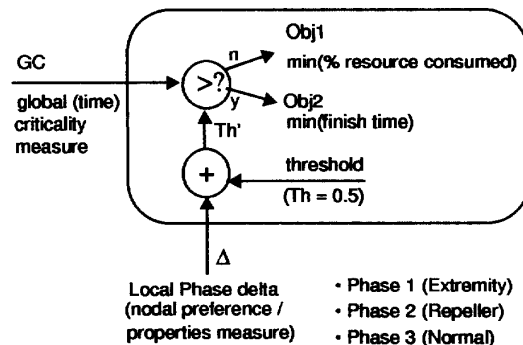 Obj1
n
GC
min(% resource consumed)
>?
global (time)
criticality
measure
y
Obj2
min(finish time)
Th'
threshold
+
(Th = 0.5)
Δ
Local Phase delta
(nodal preference /
properties measure)
• Phase 1 (Extremity)
• Phase 2 (Repeller)
• Phase 3 (Normal)